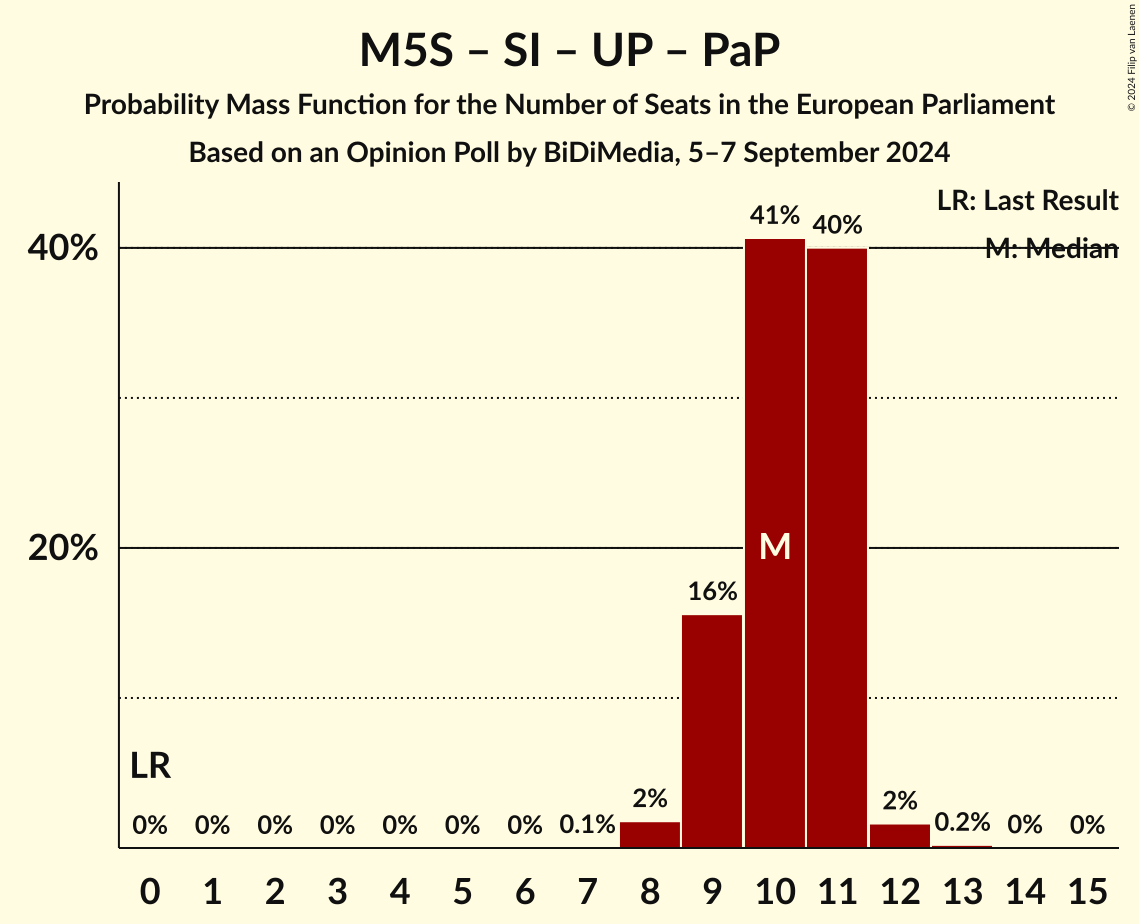 M5S – SI – UP – PaP
Probability Mass Function for the Number of Seats in the European Parliament
Based on an Opinion Poll by BiDiMedia, 5–7 September 2024
© 2024 Filip van Laenen
LR: Last Result
M: Median
40%
20%
41%
40%
16%
M
LR
0% 0% 0% 0% 0% 0% 0% 0.1% 2% 2% 0.2% 0% 0%
0 1 2 3 4 5 6 7 8 9 10 11 12 13 14 15